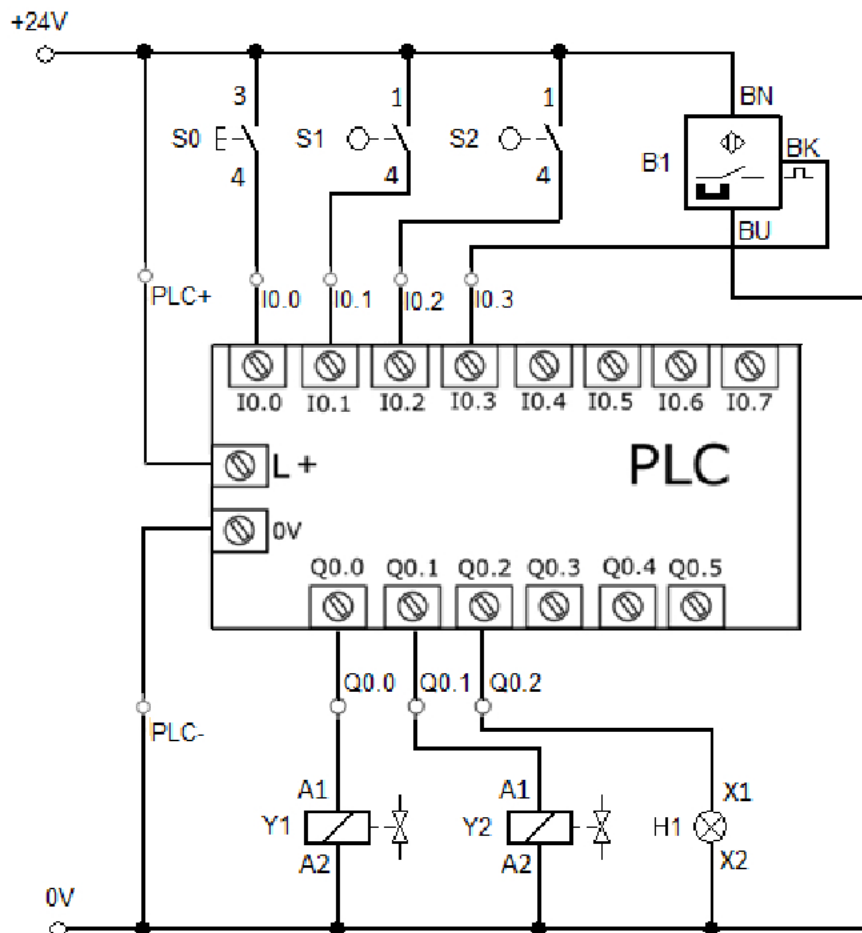 +24V
3 1 1 BN
S0 S1 S2 B1 BK
4 4 4 BU
PLC+ I0.0 I0.1 I0.2 I0.3
I0.0 I0.1 I0.2 I0.3 I0.4 I0.5 I0.6 I0.7
L + PLC
0V
Q0.0 Q0.1 Q0.2 Q0.3 Q0.4 Q0.5
Q0.0 Q0.1 Q0.2
PLC-
A1 A1 X1
Y1 Y2 H1
A2 A2 X2
0V